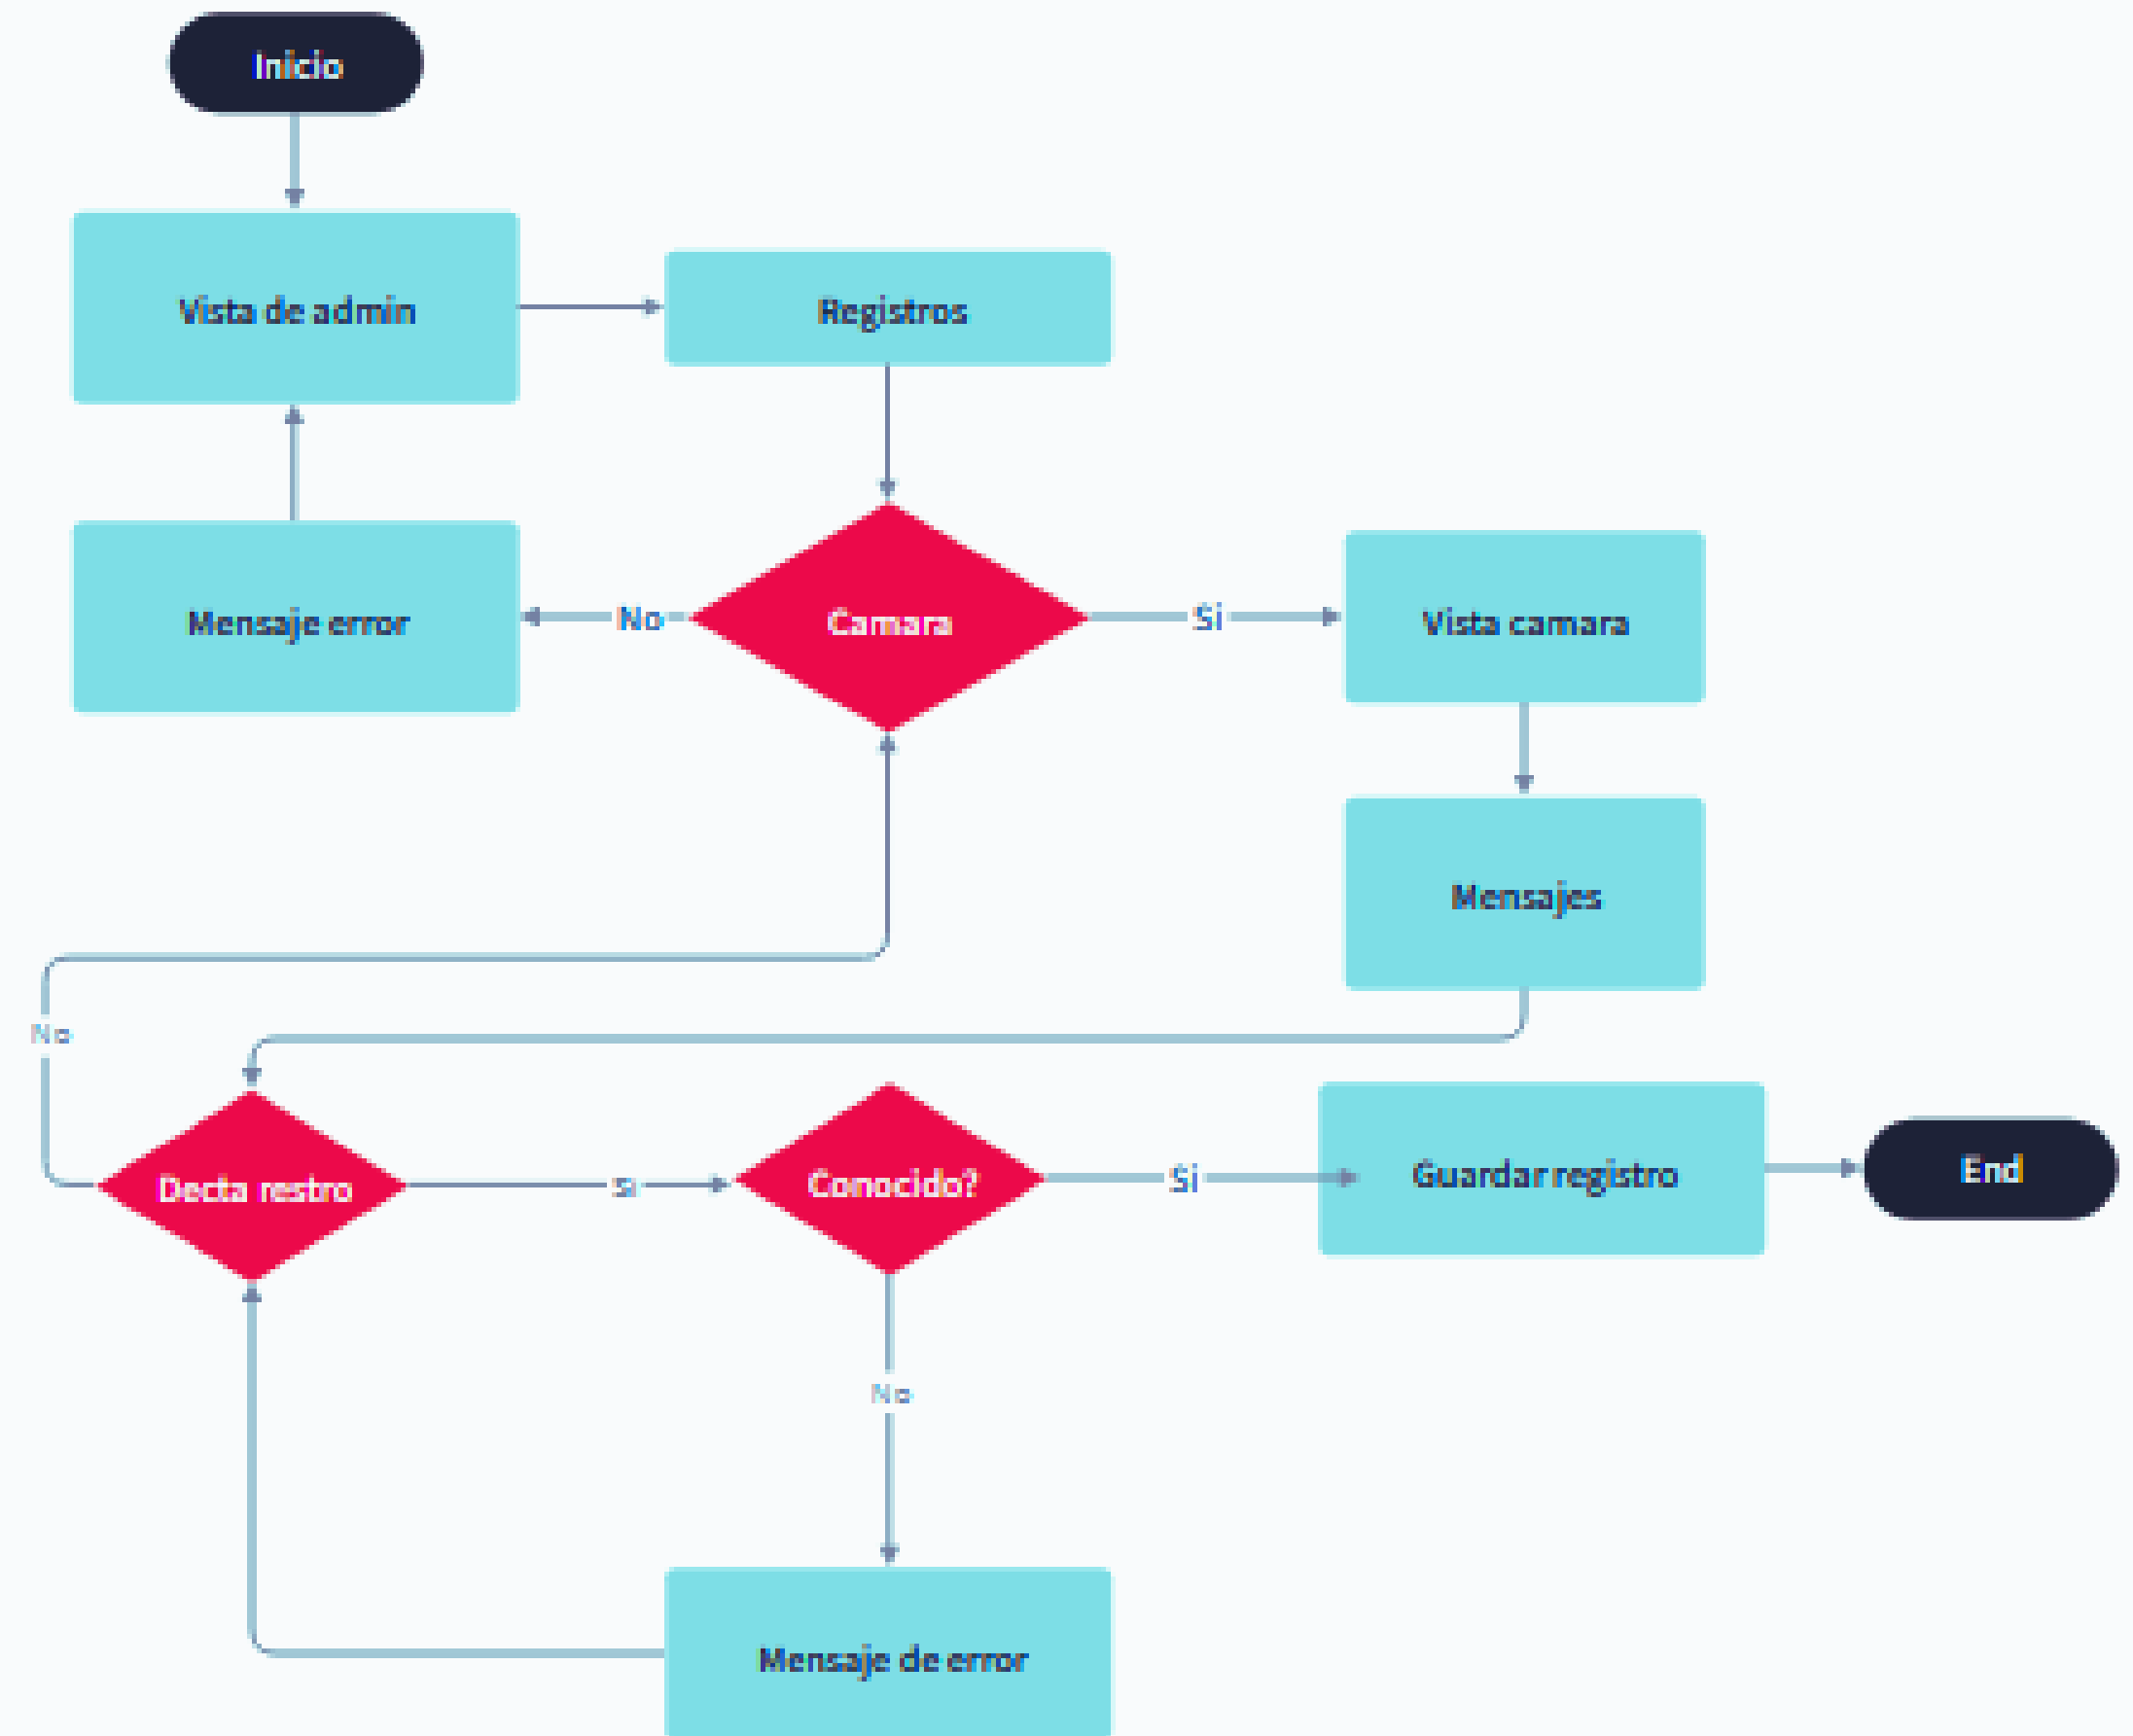 Inicio
Vista de admin
Registros
Mensaje error
No
Camara
Si
Vista camara
Mensajes
No
Decta rostro
si
Conocido?
Si
Guardar registro
End
No
Mensaje de error